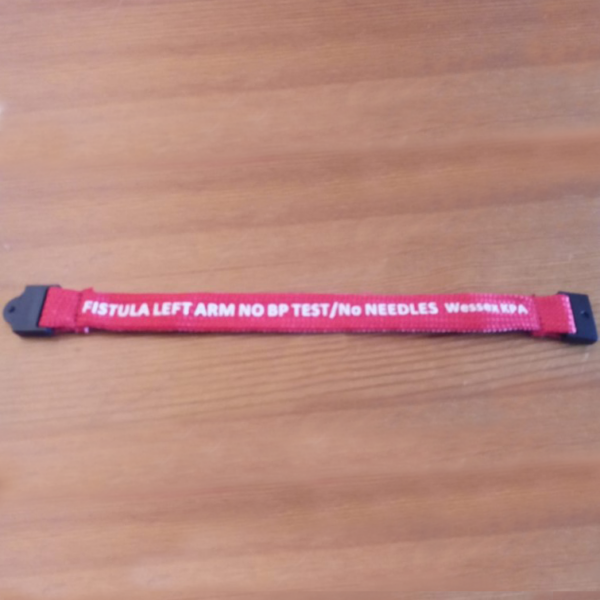 FISTULA LEFT ARM NO BP TEST/No NEEDLES Wessex KPA